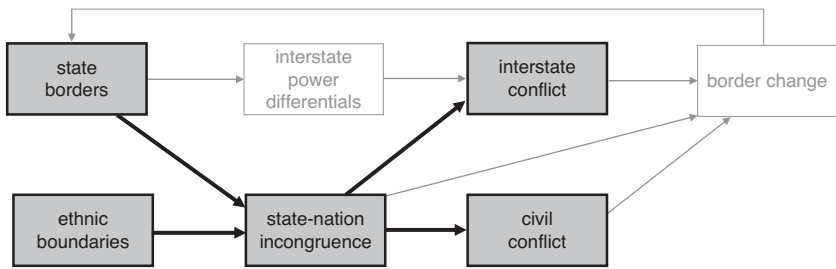 state
borders
interstate
power
differentials
interstate
conflict
border change
ethnic
boundaries
state-nation
incongruence
civil
conflict